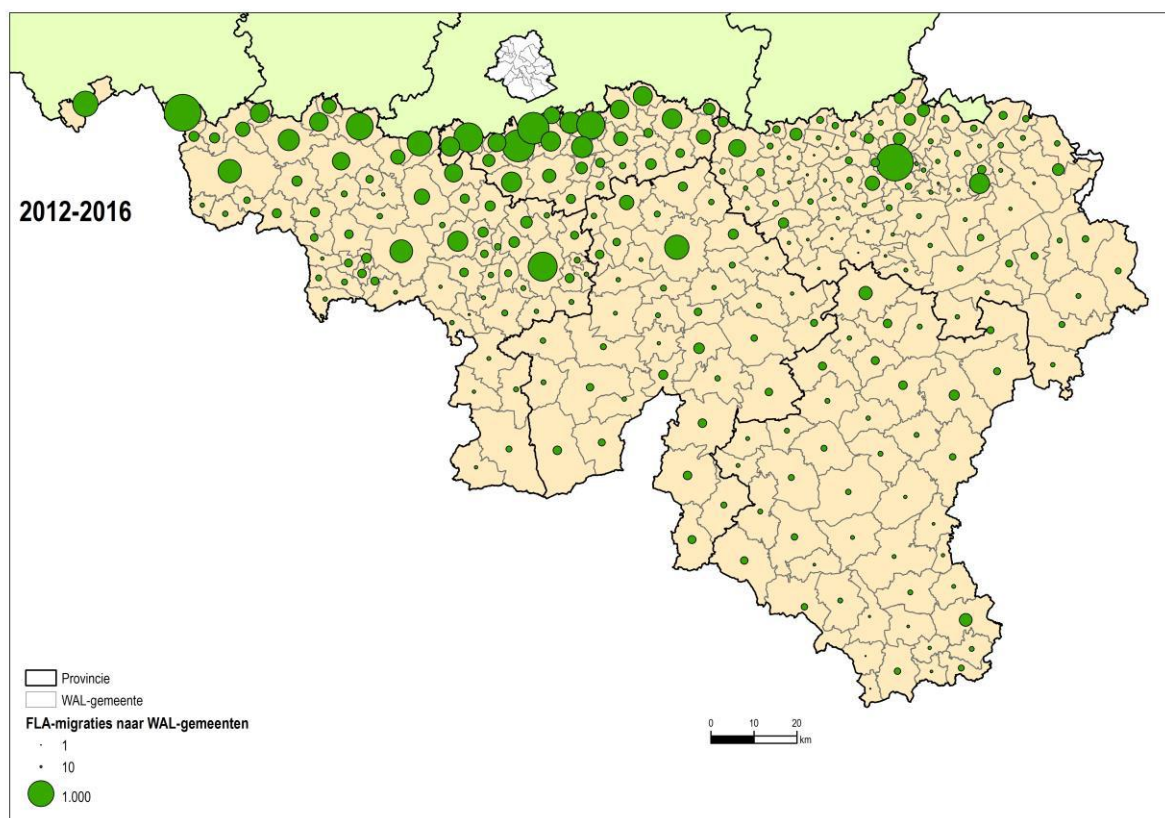 2012-2016
Provincie
WAL-gemeente
FLA-migraties naar WAL-gemeenten
1
10
1.000
0 10 20
km